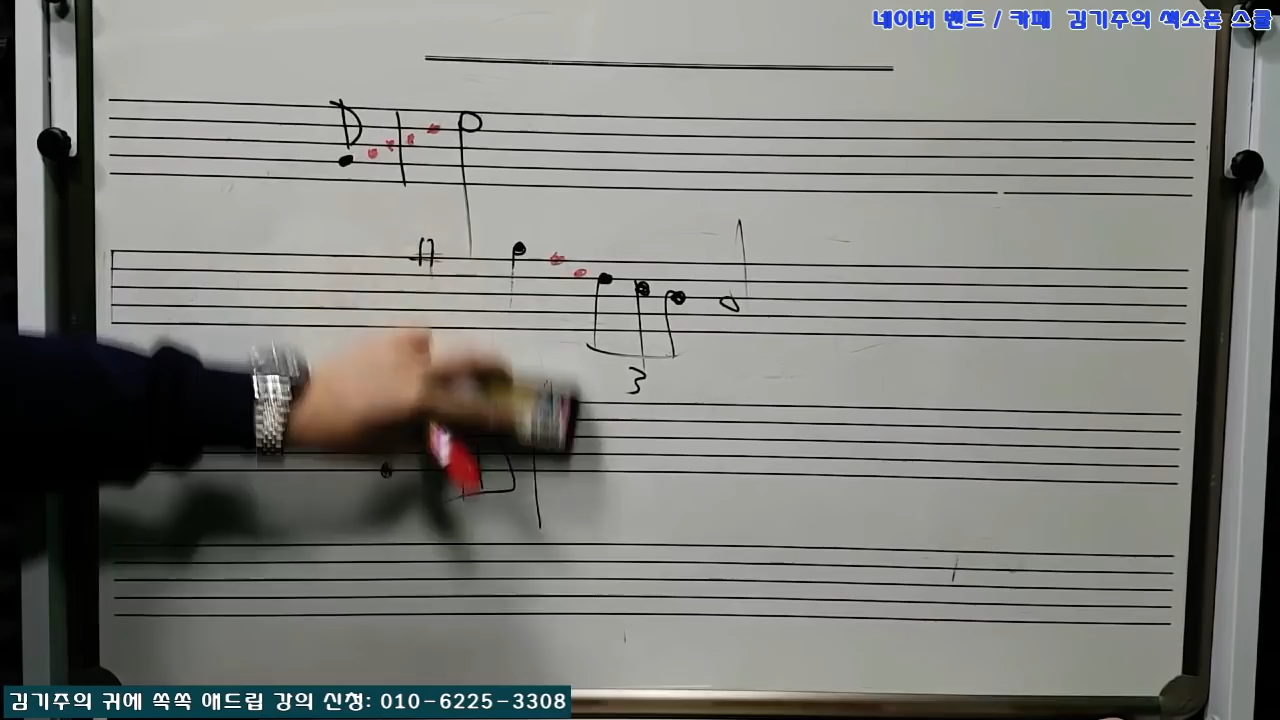 네이버 밴드 / 카페 김기주의 색소폰 스쿨
3
김기주의 귀에 쏙쏙 애드립 강의 신청: 010-6225-3308